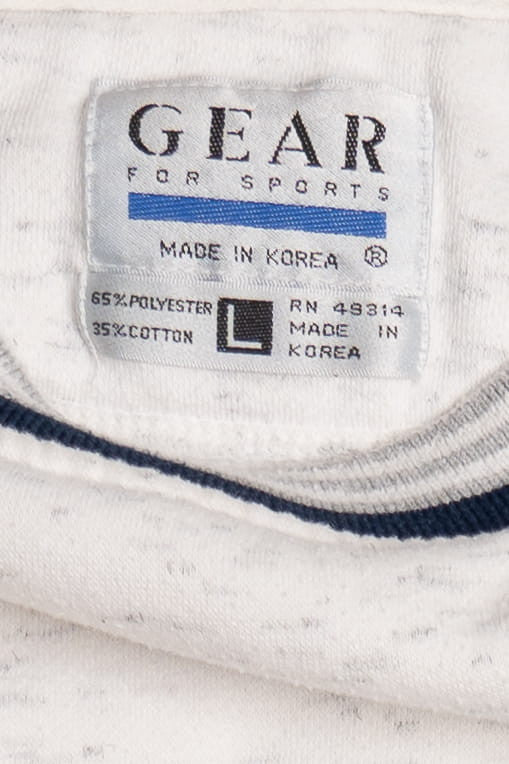 GEAR
FOR SPORTS
MADE IN KOREA ®
65% POLYESTER
35% COTTON
L
RN 49314
MADE IN
KOREA